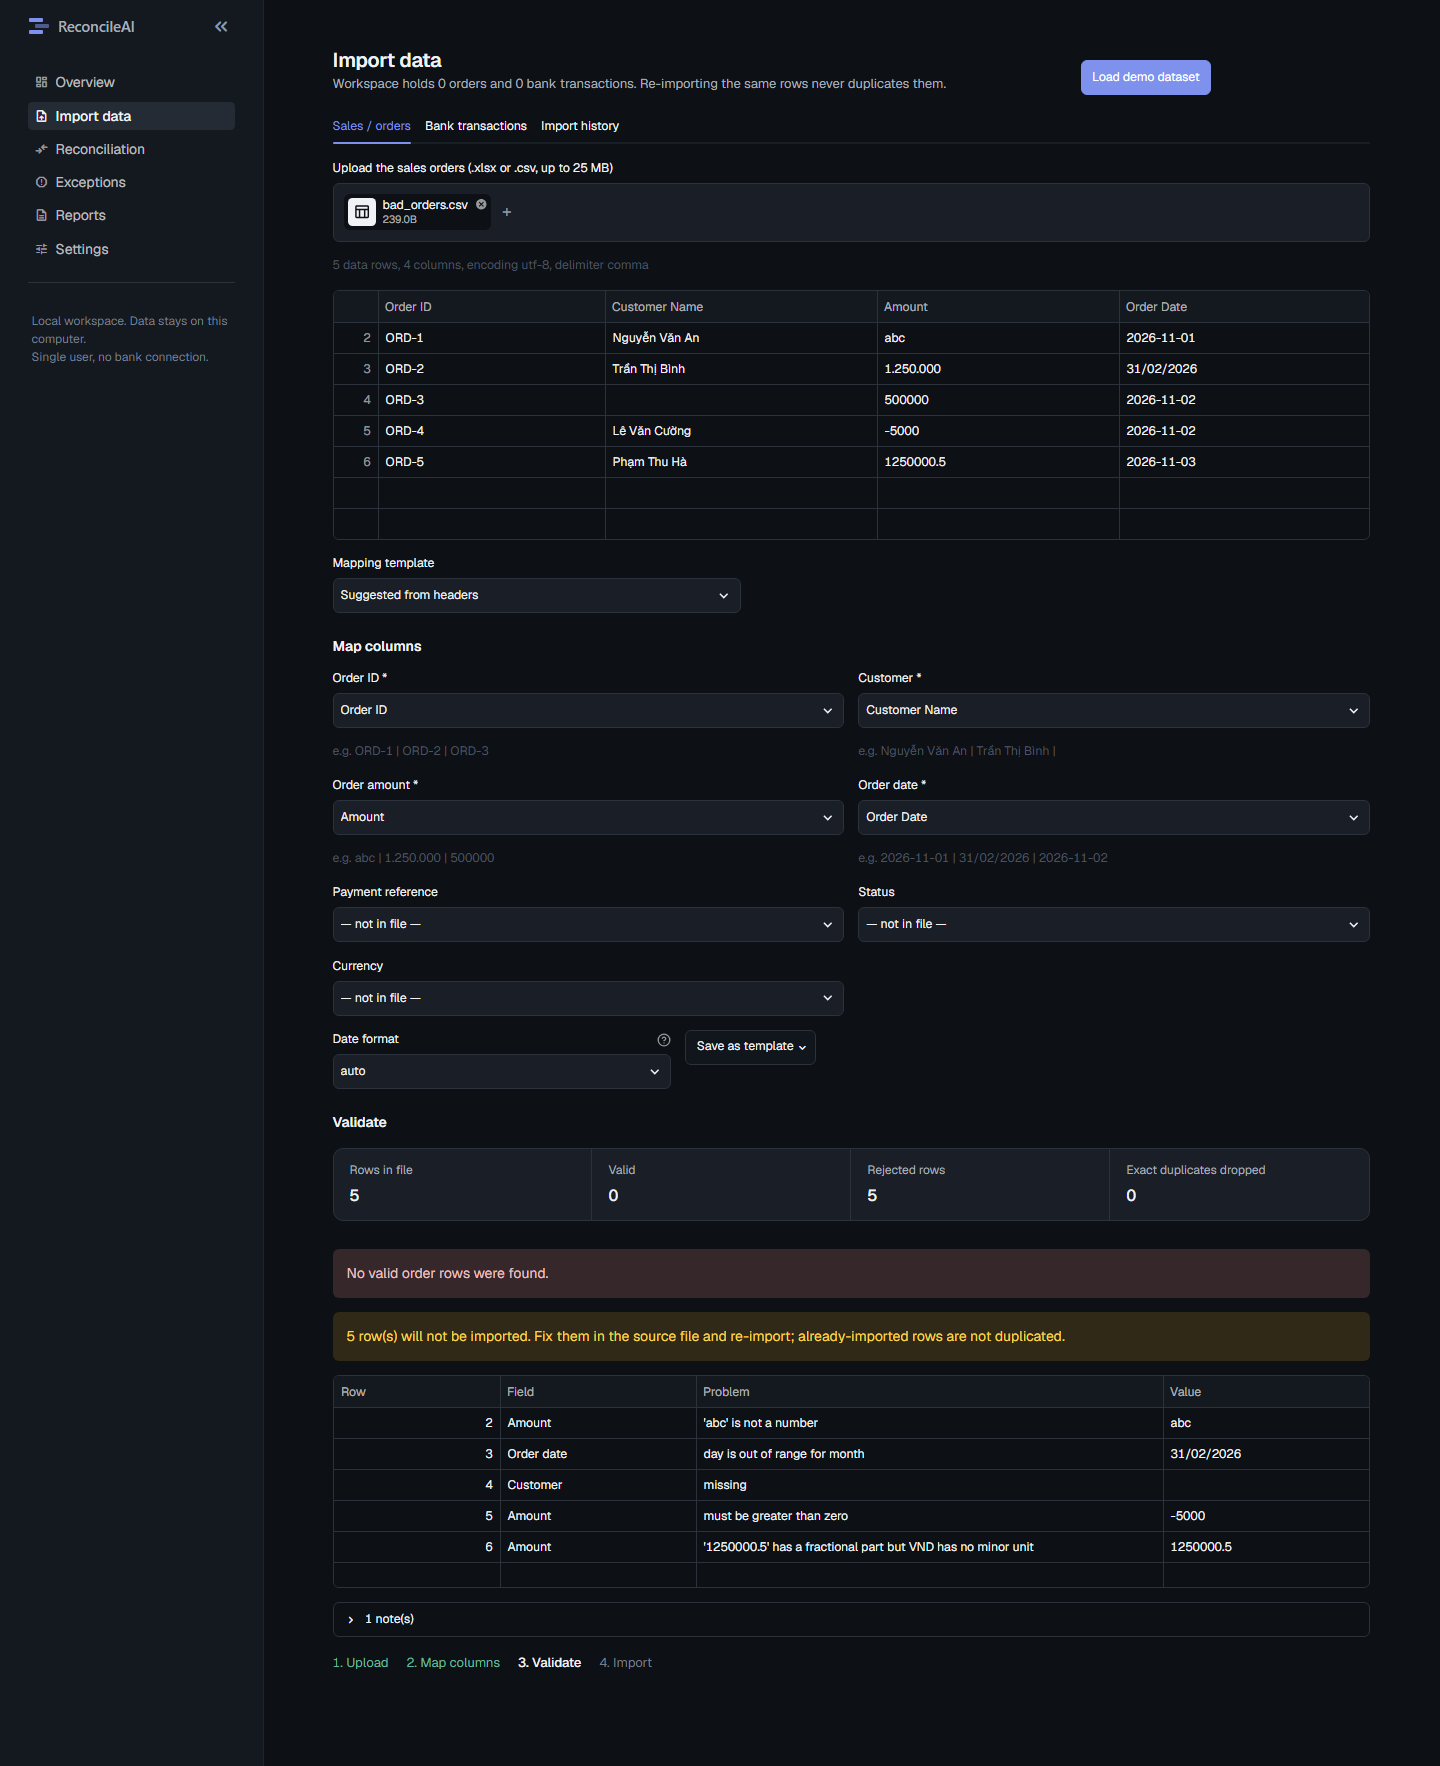 ReconcileAI
Overview
Import data
Reconciliation
Exceptions
Reports
Settings
Local workspace. Data stays on this
computer.
Single user, no bank connection.
Import data
Workspace holds 0 orders and 0 bank transactions. Re-importing the same rows never duplicates them.
Load demo dataset
Sales / orders Bank transactions Import history
Upload the sales orders (.xlsx or .csv, up to 25 MB)
bad_orders.csv
239.0B
5 data rows, 4 columns, encoding utf-8, delimiter comma
Order ID Customer Name Amount Order Date
2 ORD-1 Nguyễn Văn An abc 2026-11-01
3 ORD-2 Trần Thị Bình 1.250.000 31/02/2026
4 ORD-3 500000 2026-11-02
5 ORD-4 Lê Văn Cường -5000 2026-11-02
6 ORD-5 Phạm Thu Hà 1250000.5 2026-11-03
Mapping template
Suggested from headers
Map columns
Order ID * Customer *
Order ID Customer Name
e.g. ORD-1 | ORD-2 | ORD-3 e.g. Nguyễn Văn An | Trần Thị Bình |
Order amount * Order date *
Amount Order Date
e.g. abc | 1.250.000 | 500000 e.g. 2026-11-01 | 31/02/2026 | 2026-11-02
Payment reference Status
— not in file — — not in file —
Currency
— not in file —
Date format
auto
Save as template
Validate
Rows in file Valid Rejected rows Exact duplicates dropped
5 0 5 0
No valid order rows were found.
5 row(s) will not be imported. Fix them in the source file and re-import; already-imported rows are not duplicated.
Row Field Problem Value
2 Amount 'abc' is not a number abc
3 Order date day is out of range for month 31/02/2026
4 Customer missing
5 Amount must be greater than zero -5000
6 Amount '1250000.5' has a fractional part but VND has no minor unit 1250000.5
1 note(s)
1. Upload 2. Map columns 3. Validate 4. Import